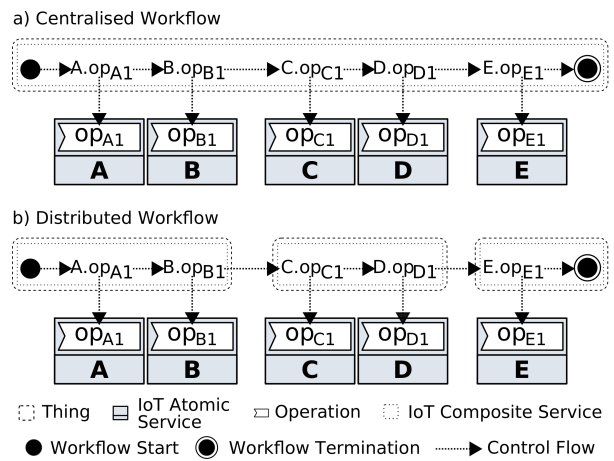 a) Centralised Workflow
A.opA1 B.opB1 C.opC1 D.opD1 E.opE1
opA1 opB1 opC1 opD1 opE1
A B C D E
b) Distributed Workflow
A.opA1 B.opB1 C.opC1 D.opD1 E.opE1
opA1 opB1 opC1 opD1 opE1
A B C D E
Thing IoT Atomic Service Operation IoT Composite Service
Workflow Start Workflow Termination Control Flow